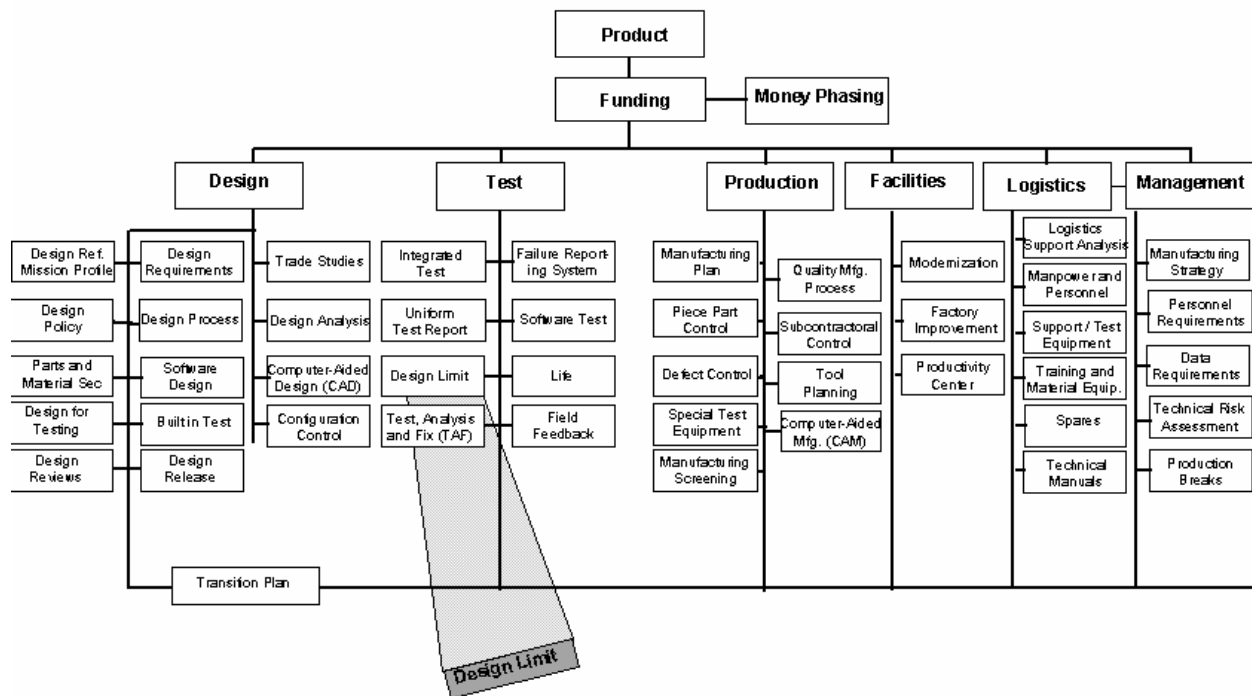 Product
Funding
Money Phasing
Design
Test
Production
Facilities
Logistics
Management
Design Ref.
Mission Profile
Design
Policy
Parts and
Material Sec
Design for
Testing
Design
Reviews
Design
Requirements
Design Process
Software
Design
Built in Test
Design
Release
Trade Studies
Design Analysis
Computer-Aided
Design (CAD)
Configuration
Control
Integrated
Test
Uniform
Test Report
Design Limit
Test, Analysis
and Fix (TAF)
Failure Report-
ing System
Software Test
Life
Field
Feedback
Manufacturing
Plan
Piece Part
Control
Defect Control
Special Test
Equipment
Manufacturing
Screening
Quality Mfg.
Process
Subcontractoral
Control
Tool
Planning
Computer-Aided
Mfg. (CAM)
Modernization
Factory
Improvement
Productivity
Center
Logistics
Support Analysis
Manpower and
Personnel
Support / Test
Equipment
Training and
Material Equip.
Spares
Technical
Manuals
Manufacturing
Strategy
Personnel
Requirements
Data
Requirements
Technical Risk
Assessment
Production
Breaks
Transition Plan
Design Limit